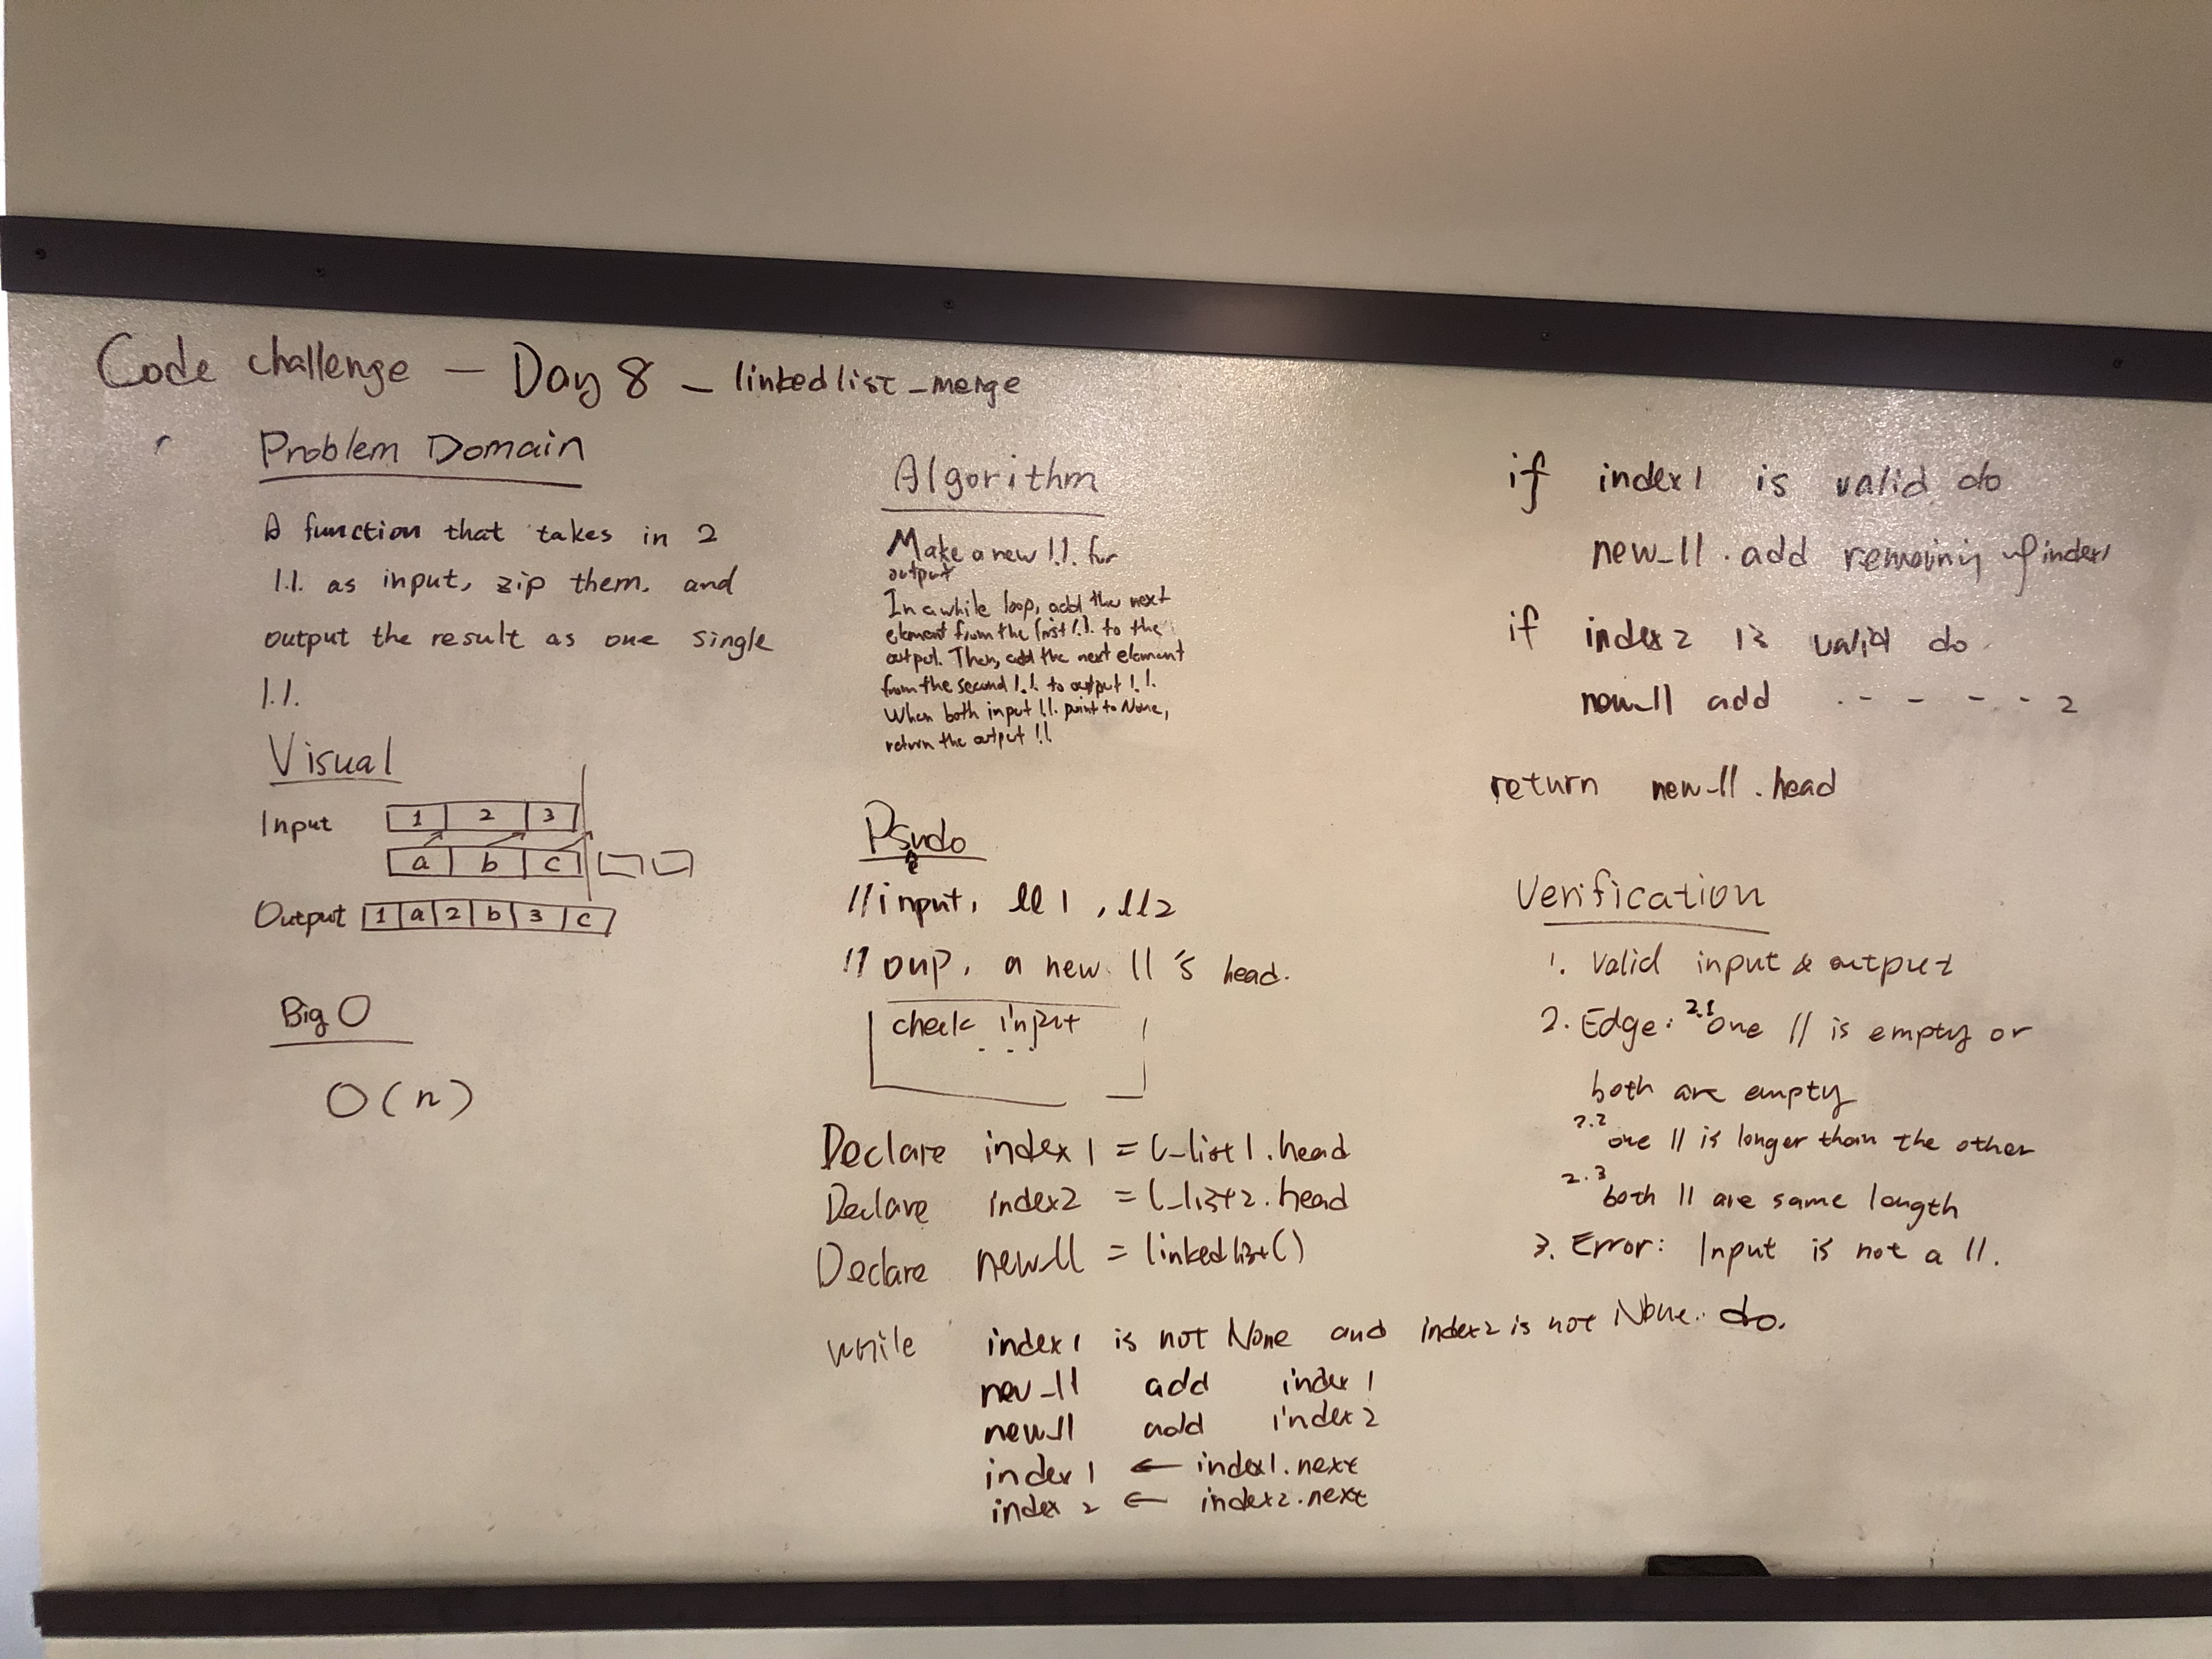 Code challenge — Day 8 - linkedlist_merge
Problem Domain
A function that takes in 2
l.l. as input, zip them, and
output the result as one single
l.l.
Visual
Input 1 2 3
a b c
Output 1 a 2 b 3 c
Big O
O(n)
Algorithm
Make a new l.l. for
output
In a while loop, add the next
element from the first l.l. to the
output. Then, add the next element
from the second l.l. to output l.l.
When both input l.l. point to None,
return the output l.l
Pseudo
//input, ll1, ll2
// oup, a new ll's head.
check input
...
Declare index1 = l_list1.head
Declare index2 = l_list2.head
Declare new_ll = linkedlist()
while index1 is not None and index2 is not None. do.
new_ll add index1
new_ll add index2
index1 ← index1.next
index2 ← index2.next
if index1 is valid do
new_ll.add remaining of index1
if index2 is valid do.
new_ll add - - - - - 2
return new_ll.head
Verification
1. Valid input & output
2. Edge: 2.1 One ll is empty or
both are empty
2.2 one ll is longer than the other
2.3 both ll are same length
3. Error: Input is not a ll.